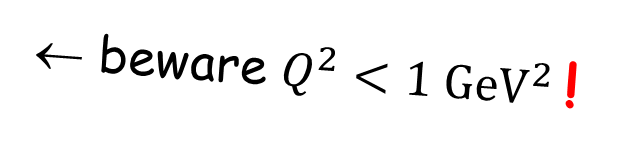 ← beware Q² < 1 GeV²!